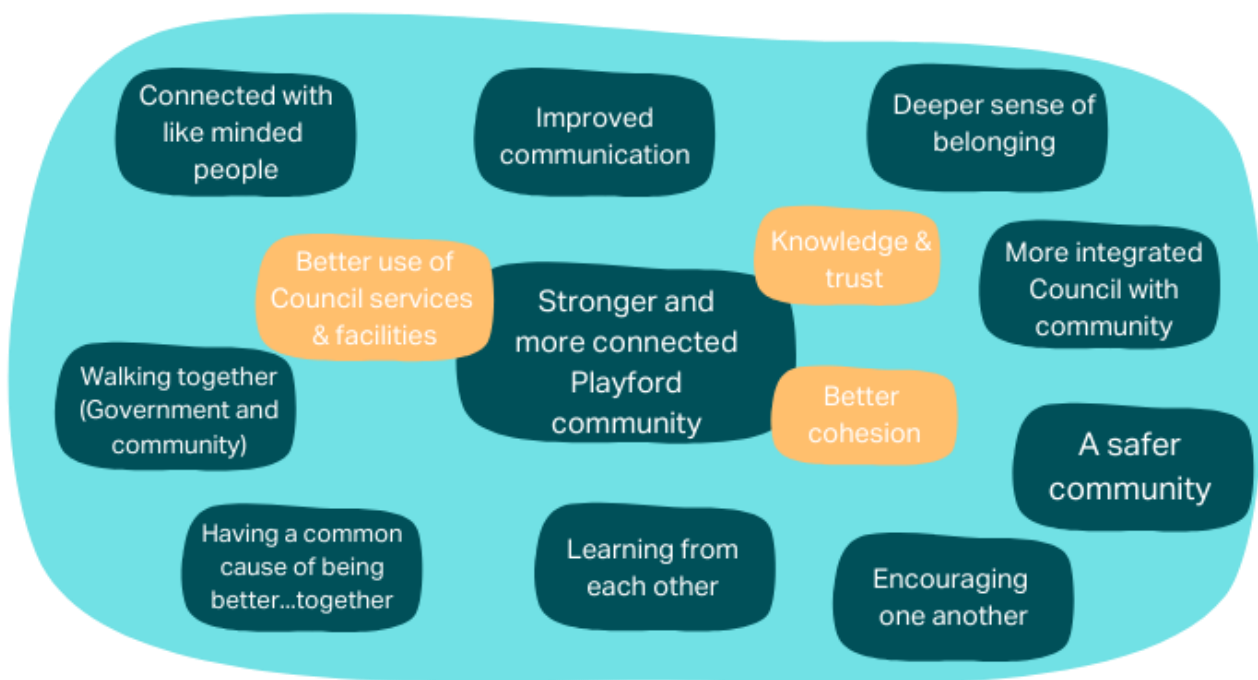 Connected with
like minded
people
Improved
communication
Deeper sense of
belonging
Better use of
Council services
& facilities
Stronger and
more connected
Playford
community
Knowledge &
trust
More integrated
Council with
community
Walking together
(Government and
community)
Better
cohesion
A safer
community
Having a common
cause of being
better...together
Learning from
each other
Encouraging
one another